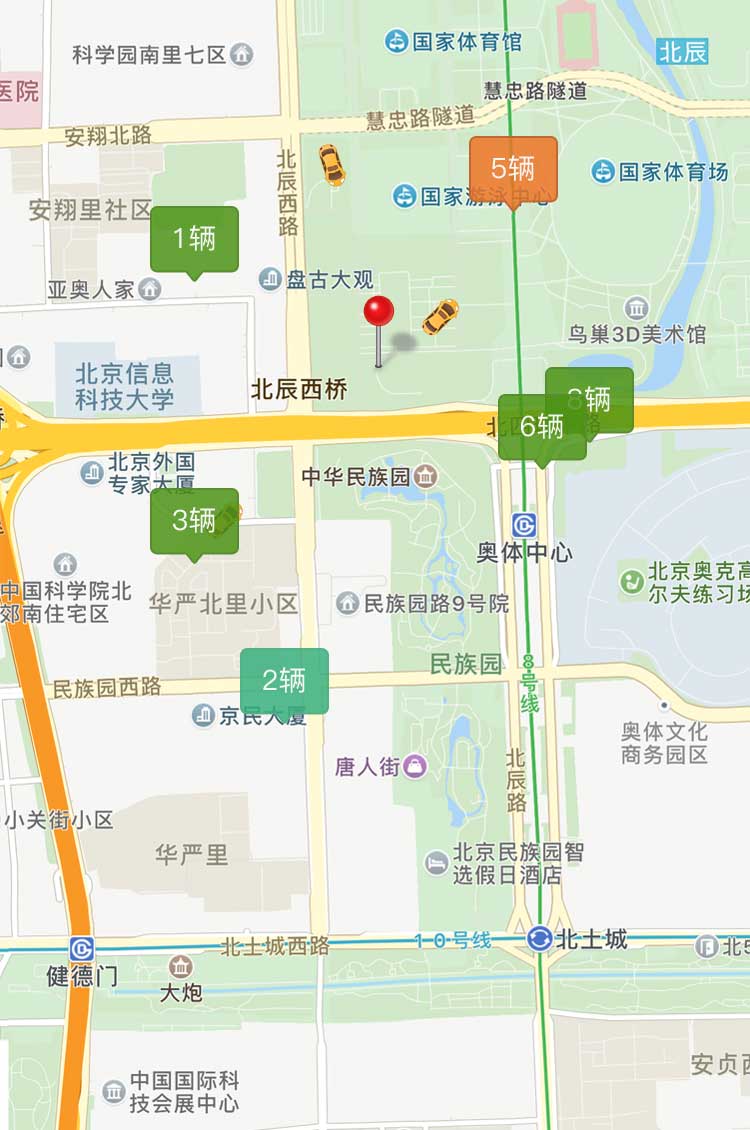 国家体育馆
北辰
科学园南里七区
医院
慧忠路隧道
慧忠路隧道
安翔北路
北辰西路
5辆
国家体育场
国家游泳中心
安翔里社区
1辆
盘古大观
亚奥人家
鸟巢3D美术馆
北京信息
科技大学
北辰西桥
8辆
6辆
北四
路
桥
北京外国
专家大厦
中华民族园
3辆
奥体中心
北京奥克高
尔夫练习场
中国科学院北
郊南住宅区
华严北里小区
民族园路9号院
2辆
民族园
8号线
民族园西路
京民大厦
奥体文化
商务园区
唐人街
北辰路
小关街小区
华严里
北京民族园智
选假日酒店
北土城西路
10号线
北土城
北5
健德门
大炮
安贞西
中国国际科
技会展中心